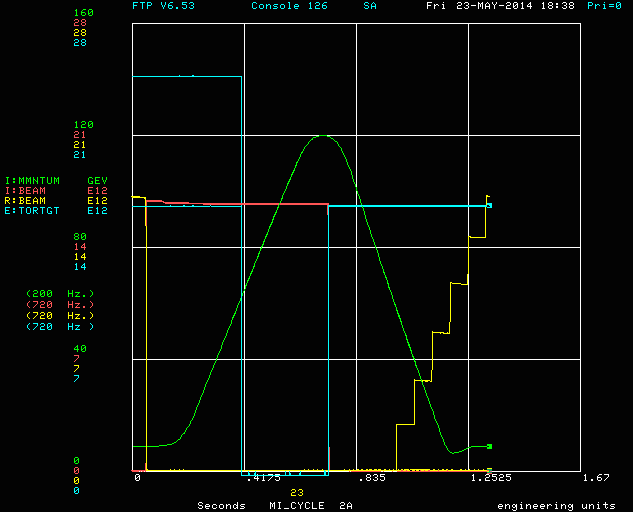 FTP V6.53 Console 126 SA Fri 23-MAY-2014 18:38 Pri=0
160
28
28
28
120
21
21
21
I:MMNTUM GEV
I:BEAM E12
R:BEAM E12
E:TORTGT E12
80
14
14
14
(200 Hz.)
(720 Hz.)
(720 Hz.)
(720 Hz )
40
7
7
7
0
0
0
0
0 .4175 .835 1.2525 1.67
23
Seconds MI_CYCLE 2A engineering units